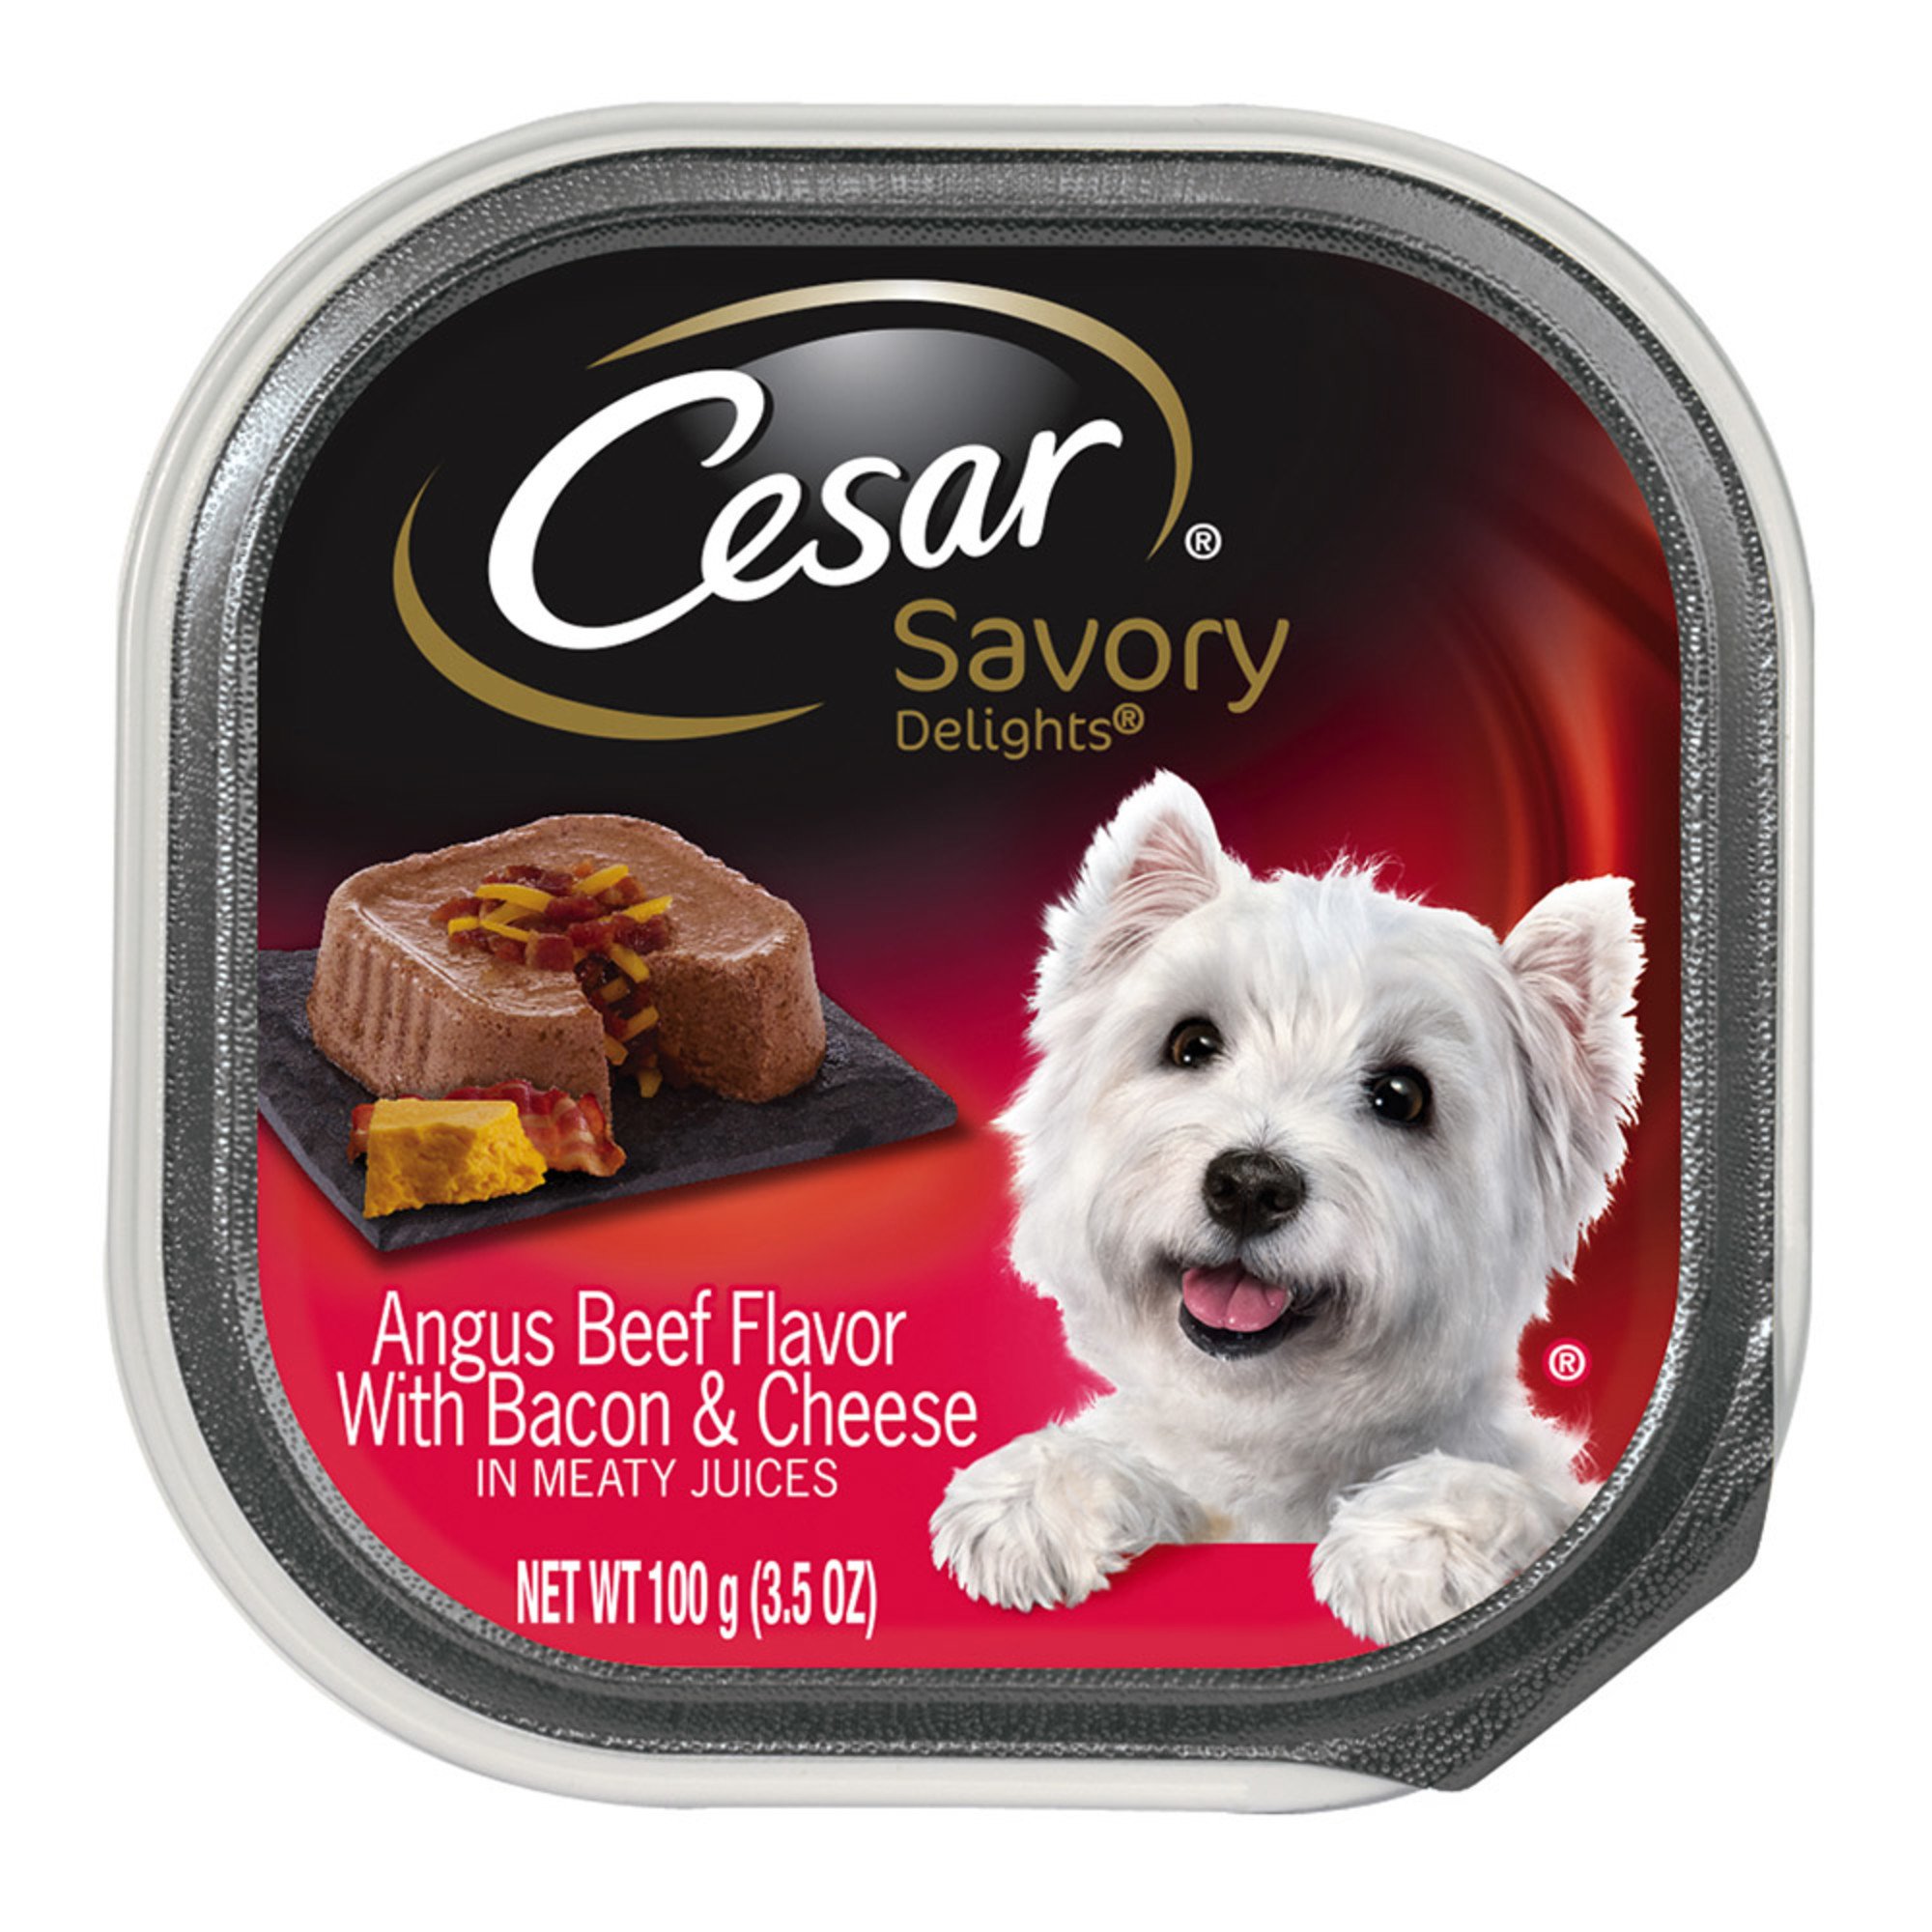 Cesar®
Savory
Delights®
Angus Beef Flavor
With Bacon & Cheese
IN MEATY JUICES
®
NET WT 100 g (3.5 OZ)